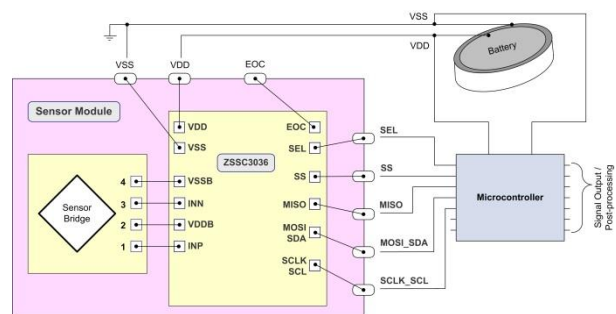 VSS
VDD
Battery
VSS
VDD
EOC
Sensor Module
VDD
VSS
EOC
SEL
ZSSC3036
VSSB
INN
VDDB
INP
SS
MISO
MOSI
SDA
SCLK
SCL
Sensor
Bridge
4
3
2
1
SEL
SS
MISO
MOSI_SDA
SCLK_SCL
Microcontroller
Signal Output /
Post-processing